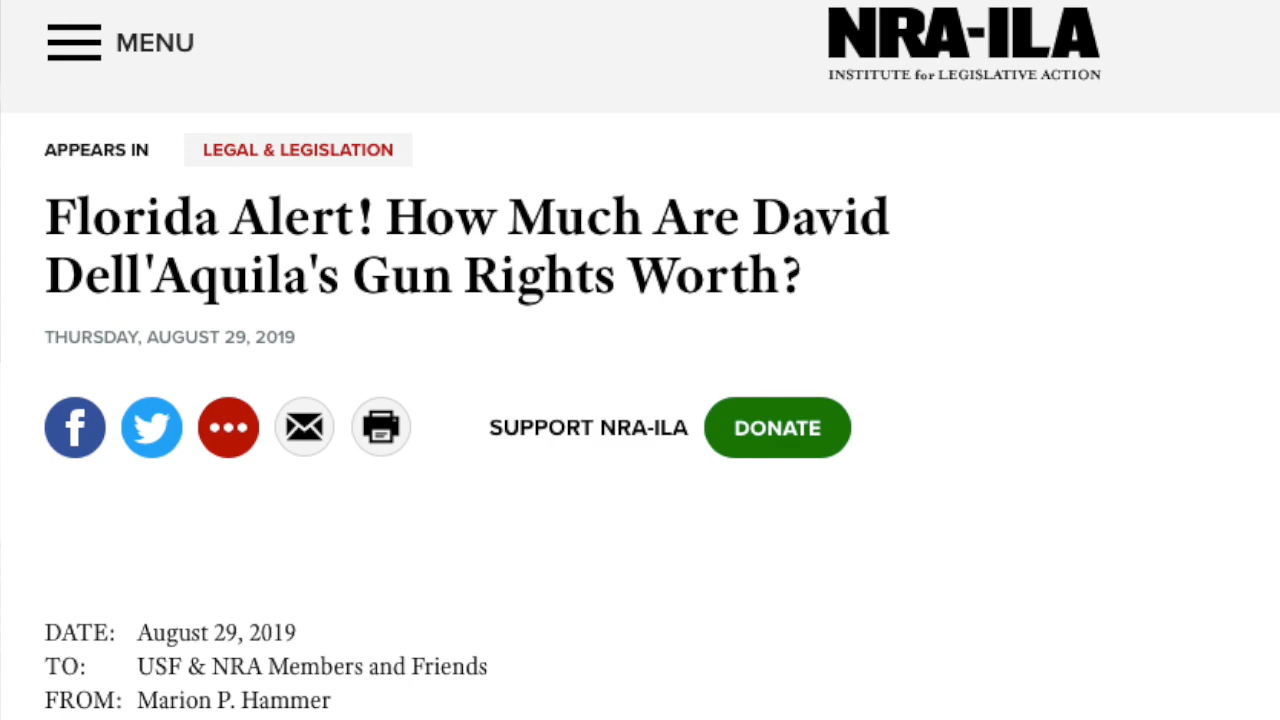 MENU
NRA-ILA
INSTITUTE for LEGISLATIVE ACTION
APPEARS IN LEGAL & LEGISLATION
Florida Alert! How Much Are David
Dell'Aquila's Gun Rights Worth?
THURSDAY, AUGUST 29, 2019
SUPPORT NRA-ILA DONATE
DATE: August 29, 2019
TO: USF & NRA Members and Friends
FROM: Marion P. Hammer